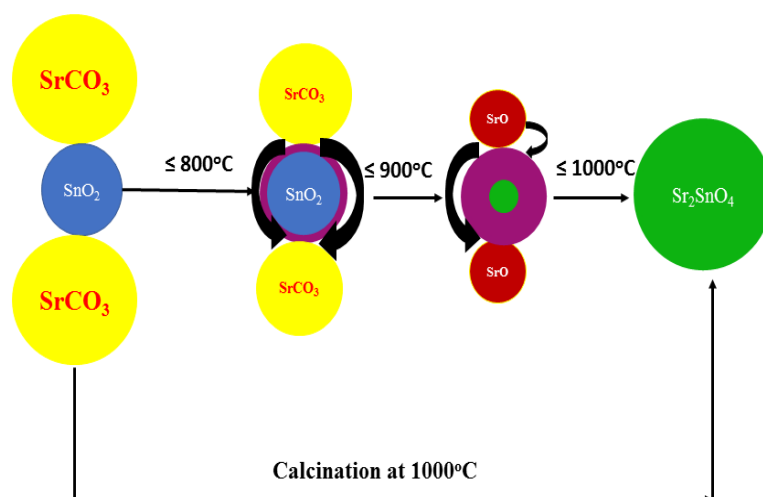 SrCO₃
SrCO₃
SrO
≤ 800°C
≤ 900°C
≤ 1000°C
SnO₂
SnO₂
Sr₂SnO₄
SrCO₃
SrCO₃
SrO
Calcination at 1000°C